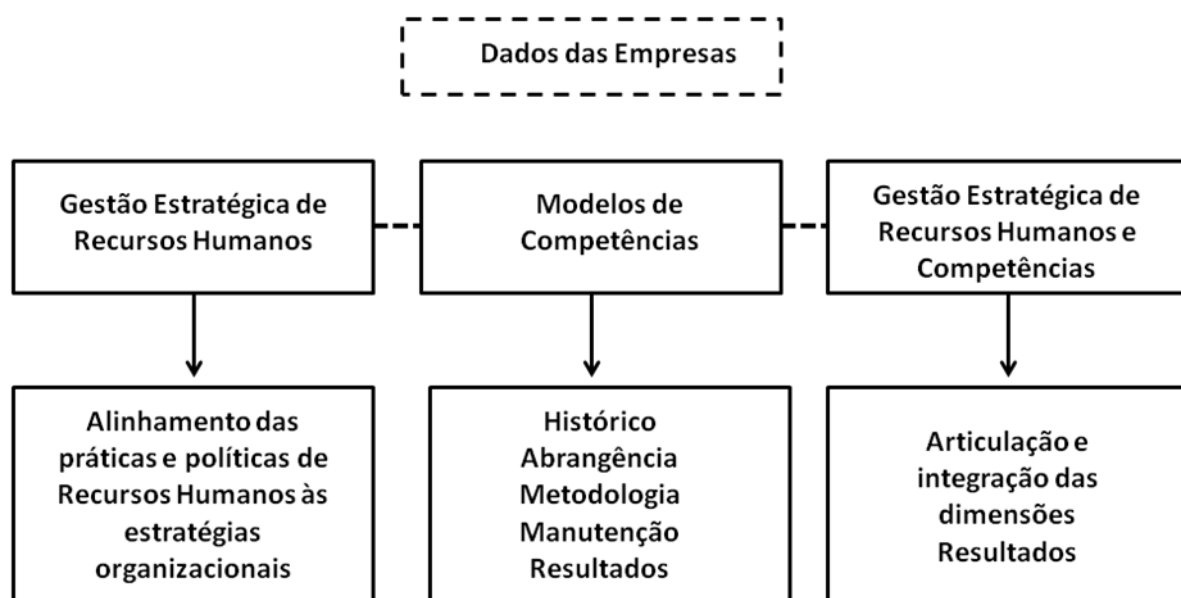 Dados das Empresas
Gestão Estratégica de
Recursos Humanos
Modelos de
Competências
Gestão Estratégica de
Recursos Humanos e
Competências
Alinhamento das
práticas e políticas de
Recursos Humanos às
estratégias
organizacionais
Histórico
Abrangência
Metodologia
Manutenção
Resultados
Articulação e
integração das
dimensões
Resultados